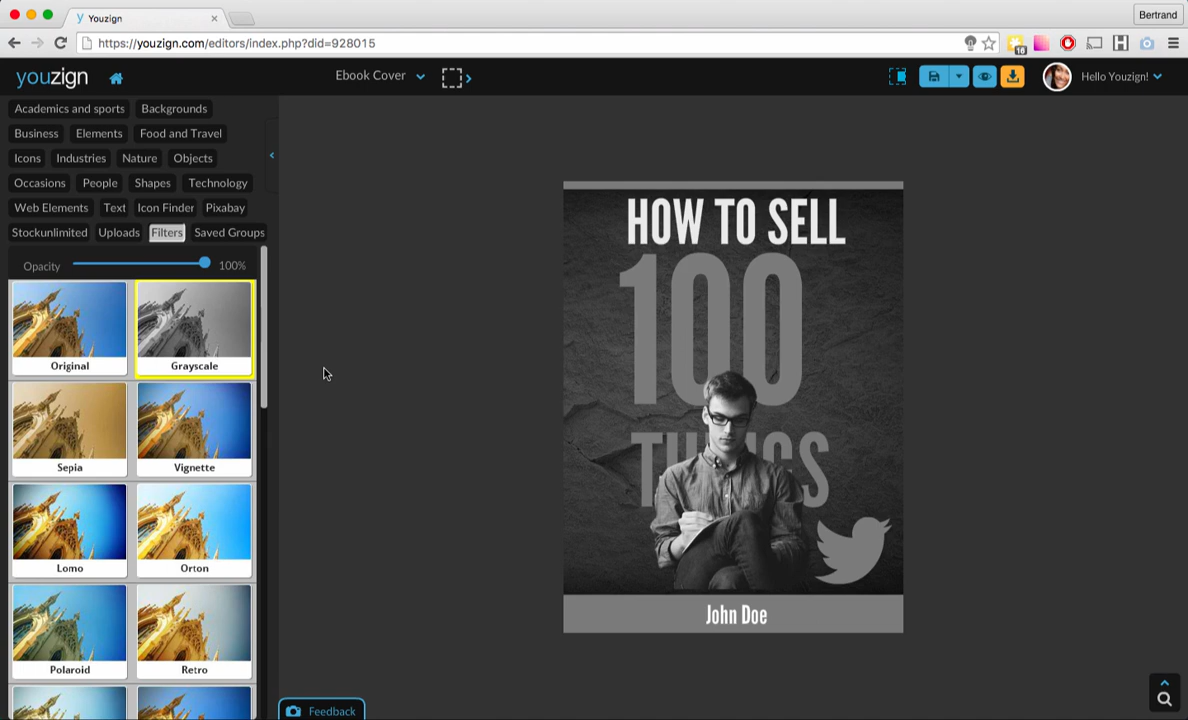 Youzign
Bertrand
https://youzign.com/editors/index.php?did=928015
16
youzign
Ebook Cover
Hello Youzign!
Academics and sports Backgrounds
Business Elements Food and Travel
Icons Industries Nature Objects
Occasions People Shapes Technology
Web Elements Text Icon Finder Pixabay
Stockunlimited Uploads Filters Saved Groups
Opacity 100%
Original Grayscale
Sepia Vignette
Lomo Orton
Polaroid Retro
HOW TO SELL
100
THINGS
John Doe
Feedback